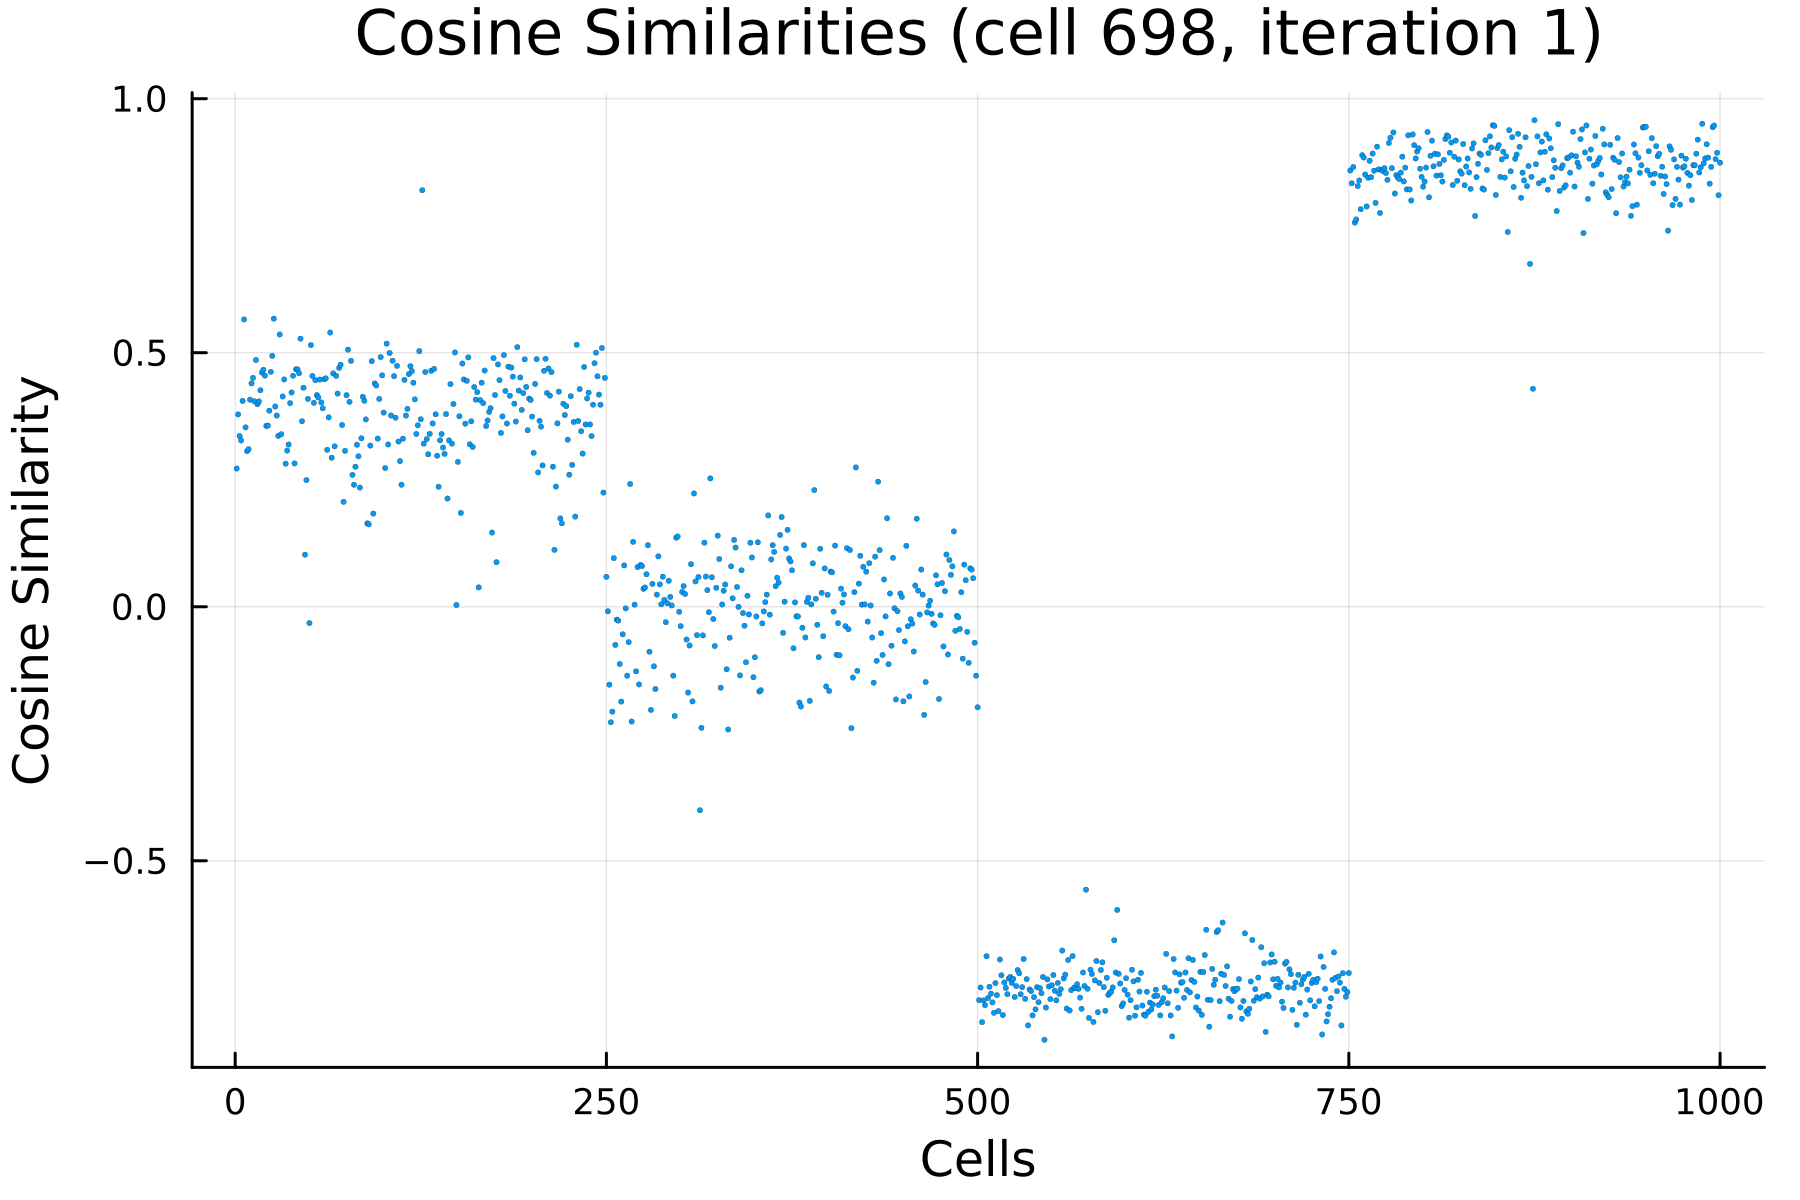 Cosine Similarities (cell 698, iteration 1)
1.0
0.5
0.0
−0.5
Cosine Similarity
0 250 500 750 1000
Cells